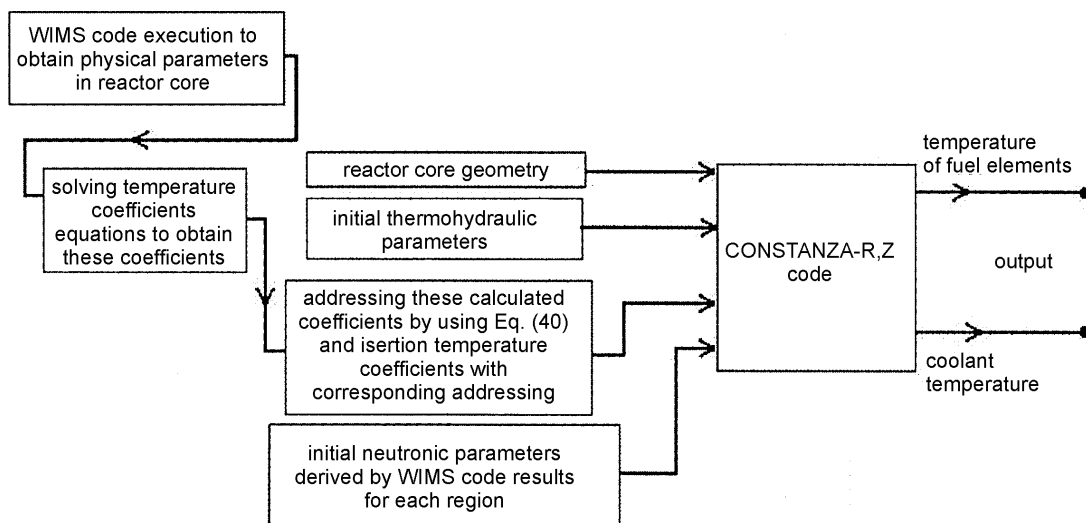 WIMS code execution to
obtain physical parameters
in reactor core
solving temperature
coefficients
equations to obtain
these coefficients
reactor core geometry
initial thermohydraulic
parameters
addressing these calculated
coefficients by using Eq. (40)
and isertion temperature
coefficients with
corresponding addressing
initial neutronic parameters
derived by WIMS code results
for each region
CONSTANZA-R,Z
code
temperature
of fuel elements
output
coolant
temperature